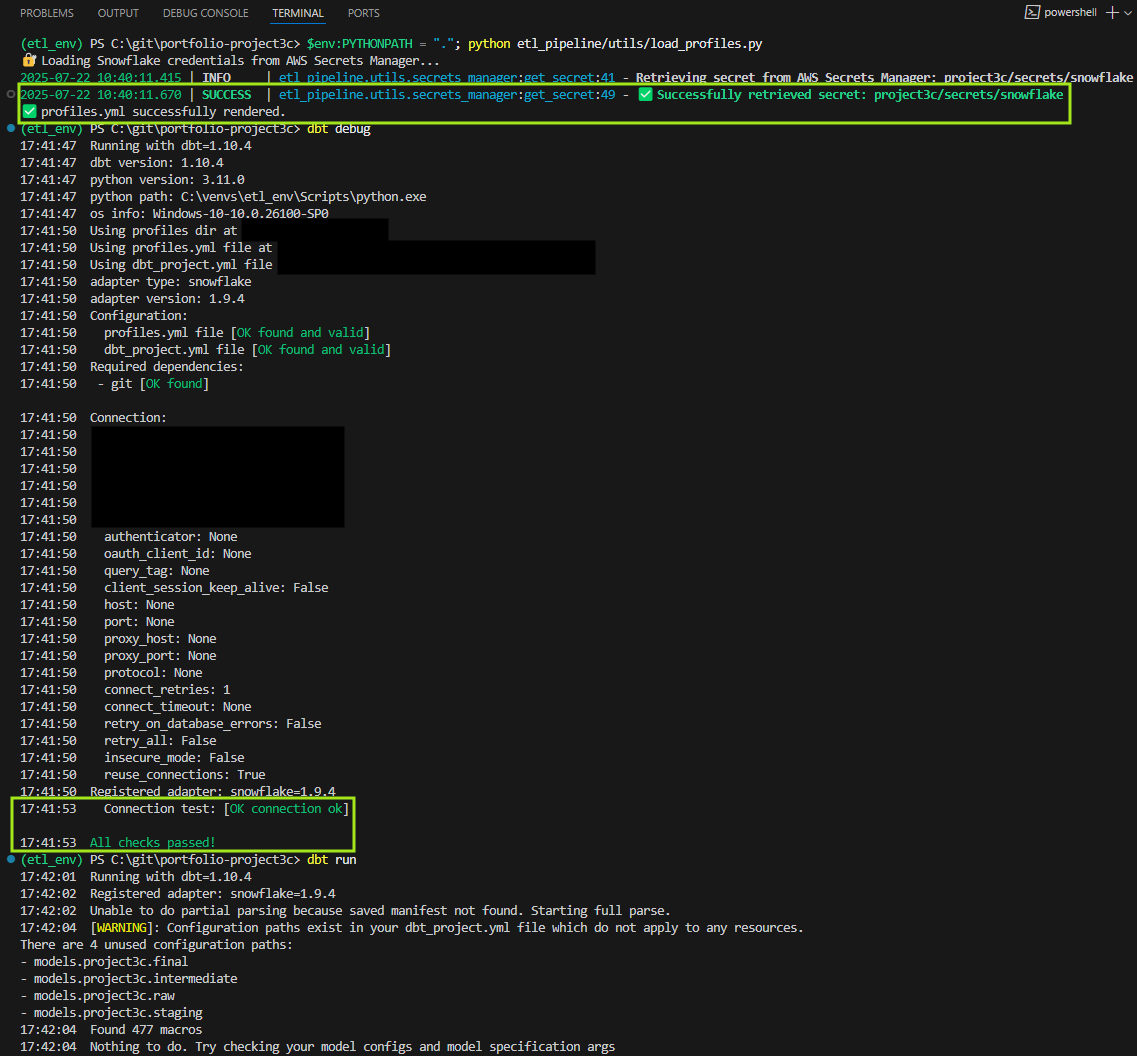 PROBLEMS OUTPUT DEBUG CONSOLE TERMINAL PORTS powershell
(etl_env) PS C:\git\portfolio-project3c> $env:PYTHONPATH = "."; python etl_pipeline/utils/load_profiles.py
🔐 Loading Snowflake credentials from AWS Secrets Manager...
2025-07-22 10:40:11.415 | INFO | etl_pipeline.utils.secrets_manager:get_secret:41 - Retrieving secret from AWS Secrets Manager: project3c/secrets/snowflake
2025-07-22 10:40:11.670 | SUCCESS | etl_pipeline.utils.secrets_manager:get_secret:49 - ✅ Successfully retrieved secret: project3c/secrets/snowflake
✅ profiles.yml successfully rendered.
(etl_env) PS C:\git\portfolio-project3c> dbt debug
17:41:47 Running with dbt=1.10.4
17:41:47 dbt version: 1.10.4
17:41:47 python version: 3.11.0
17:41:47 python path: C:\venvs\etl_env\Scripts\python.exe
17:41:47 os info: Windows-10-10.0.26100-SP0
17:41:50 Using profiles dir at
17:41:50 Using profiles.yml file at
17:41:50 Using dbt_project.yml file
17:41:50 adapter type: snowflake
17:41:50 adapter version: 1.9.4
17:41:50 Configuration:
17:41:50 profiles.yml file [OK found and valid]
17:41:50 dbt_project.yml file [OK found and valid]
17:41:50 Required dependencies:
17:41:50 - git [OK found]
17:41:50 Connection:
17:41:50
17:41:50
17:41:50
17:41:50
17:41:50
17:41:50
17:41:50 authenticator: None
17:41:50 oauth_client_id: None
17:41:50 query_tag: None
17:41:50 client_session_keep_alive: False
17:41:50 host: None
17:41:50 port: None
17:41:50 proxy_host: None
17:41:50 proxy_port: None
17:41:50 protocol: None
17:41:50 connect_retries: 1
17:41:50 connect_timeout: None
17:41:50 retry_on_database_errors: False
17:41:50 retry_all: False
17:41:50 insecure_mode: False
17:41:50 reuse_connections: True
17:41:50 Registered adapter: snowflake=1.9.4
17:41:53 Connection test: [OK connection ok]
17:41:53 All checks passed!
(etl_env) PS C:\git\portfolio-project3c> dbt run
17:42:01 Running with dbt=1.10.4
17:42:02 Registered adapter: snowflake=1.9.4
17:42:02 Unable to do partial parsing because saved manifest not found. Starting full parse.
17:42:04 [WARNING]: Configuration paths exist in your dbt_project.yml file which do not apply to any resources.
There are 4 unused configuration paths:
- models.project3c.final
- models.project3c.intermediate
- models.project3c.raw
- models.project3c.staging
17:42:04 Found 477 macros
17:42:04 Nothing to do. Try checking your model configs and model specification args